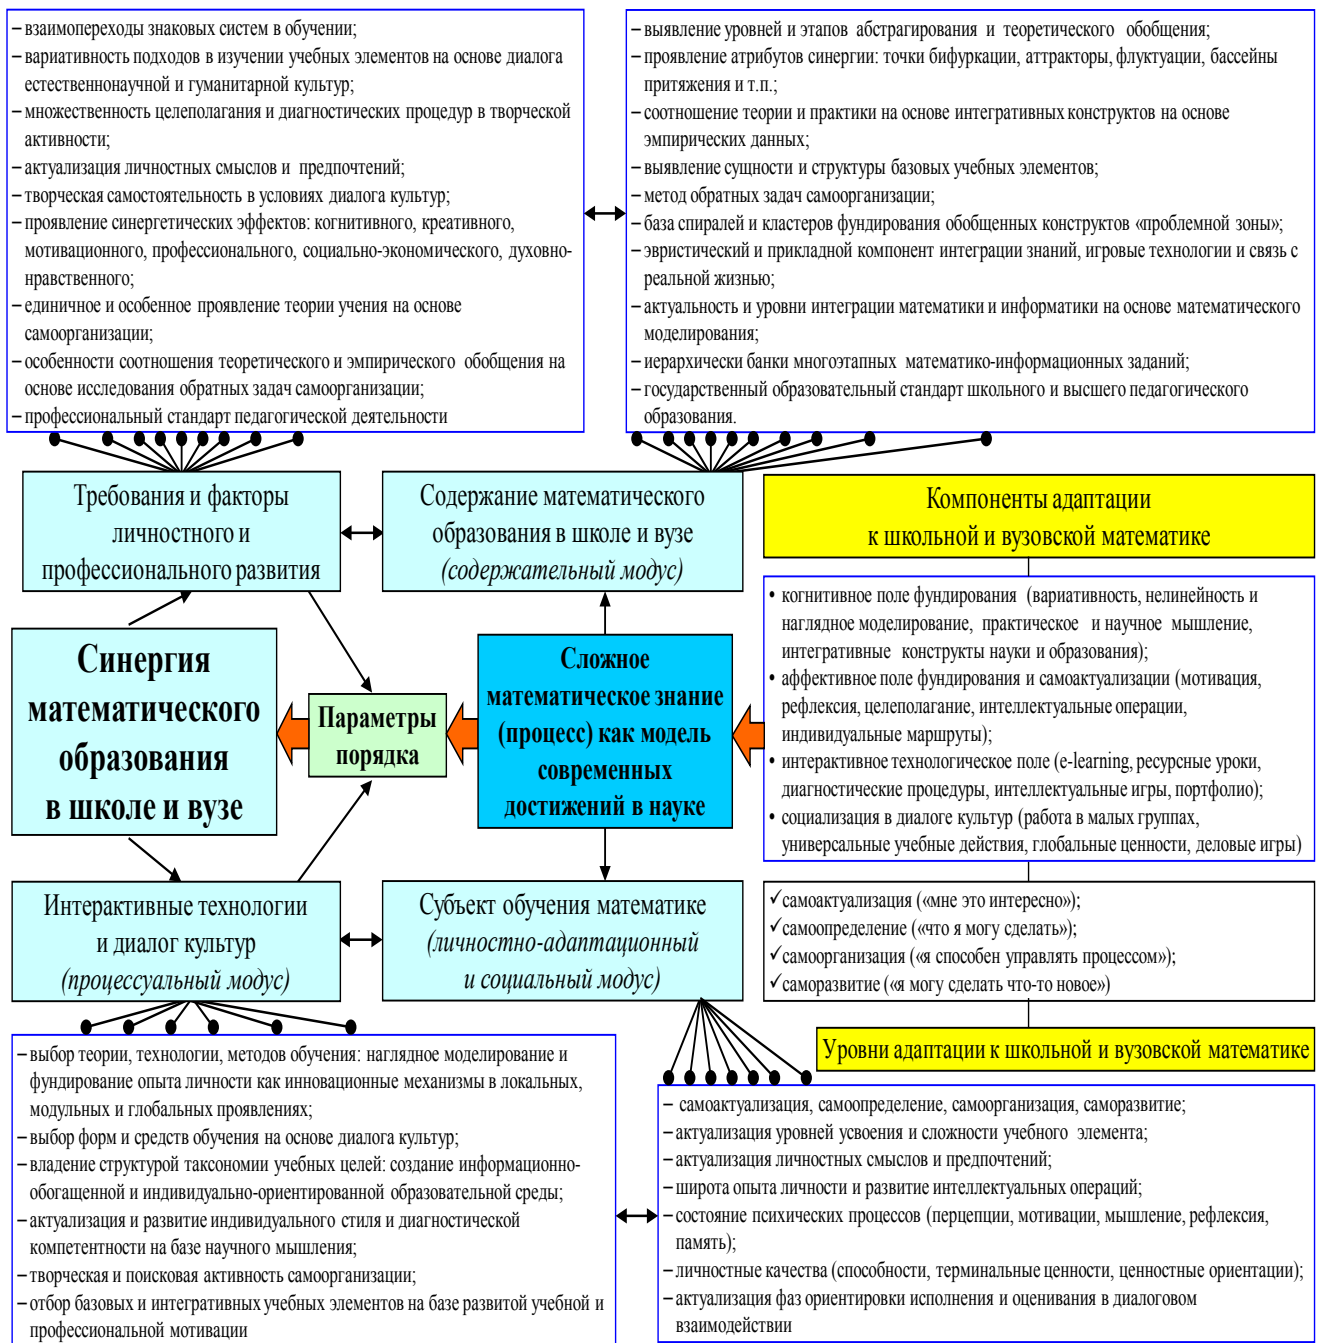 – взаимопереходы знаковых систем в обучении;
– вариативность подходов в изучении учебных элементов на основе диалога
естественнонаучной и гуманитарной культур;
– множественность целеполагания и диагностических процедур в творческой
активности;
– актуализация личностных смыслов и предпочтений;
– творческая самостоятельность в условиях диалога культур;
– проявление синергетических эффектов: когнитивного, креативного,
мотивационного, профессионального, социально-экономического, духовно-
нравственного;
– единичное и особенное проявление теории учения на основе
самоорганизации;
– особенности соотношения теоретического и эмпирического обобщения на
основе исследования обратных задач самоорганизации;
– профессиональный стандарт педагогической деятельности
– выявление уровней и этапов абстрагирования и теоретического обобщения;
– проявление атрибутов синергии: точки бифуркации, аттракторы, флуктуации, бассейны
притяжения и т.п.;
– соотношение теории и практики на основе интегративных конструктов на основе
эмпирических данных;
– выявление сущности и структуры базовых учебных элементов;
– метод обратных задач самоорганизации;
– база спиралей и кластеров фундирования обобщенных конструктов «проблемной зоны»;
– эвристический и прикладной компонент интеграции знаний, игровые технологии и связь с
реальной жизнью;
– актуальность и уровни интеграции математики и информатики на основе математического
моделирования;
– иерархически банки многоэтапных математико-информационных заданий;
– государственный образовательный стандарт школьного и высшего педагогического
образования.
Требования и факторы
личностного и
профессионального развития
Содержание математического
образования в школе и вузе
(содержательный модус)
Компоненты адаптации
к школьной и вузовской математике
Синергия
математического
образования
в школе и вузе
Параметры
порядка
Сложное
математическое знание
(процесс) как модель
современных
достижений в науке
• когнитивное поле фундирования (вариативность, нелинейность и
наглядное моделирование, практическое и научное мышление,
интегративные конструкты науки и образования);
• аффективное поле фундирования и самоактуализации (мотивация,
рефлексия, целеполагание, интеллектуальные операции,
индивидуальные маршруты);
• интерактивное технологическое поле (e-learning, ресурсные уроки,
диагностические процедуры, интеллектуальные игры, портфолио);
• социализация в диалоге культур (работа в малых группах,
универсальные учебные действия, глобальные ценности, деловые игры)
Интерактивные технологии
и диалог культур
(процессуальный модус)
Субъект обучения математике
(личностно-адаптационный
и социальный модус)
✓самоактуализация («мне это интересно»);
✓самоопределение («что я могу сделать»);
✓самоорганизация («я способен управлять процессом»);
✓саморазвитие («я могу сделать что-то новое»)
Уровни адаптации к школьной и вузовской математике
– выбор теории, технологии, методов обучения: наглядное моделирование и
фундирование опыта личности как инновационные механизмы в локальных,
модульных и глобальных проявлениях;
– выбор форм и средств обучения на основе диалога культур;
– владение структурой таксономии учебных целей: создание информационно-
обогащенной и индивидуально-ориентированной образовательной среды;
– актуализация и развитие индивидуального стиля и диагностической
компетентности на базе научного мышления;
– творческая и поисковая активность самоорганизации;
– отбор базовых и интегративных учебных элементов на базе развитой учебной и
профессиональной мотивации
– самоактуализация, самоопределение, самоорганизация, саморазвитие;
– актуализация уровней усвоения и сложности учебного элемента;
– актуализация личностных смыслов и предпочтений;
– широта опыта личности и развитие интеллектуальных операций;
– состояние психических процессов (перцепции, мотивации, мышление, рефлексия,
память);
– личностные качества (способности, терминальные ценности, ценностные ориентации);
– актуализация фаз ориентировки исполнения и оценивания в диалоговом
взаимодействии